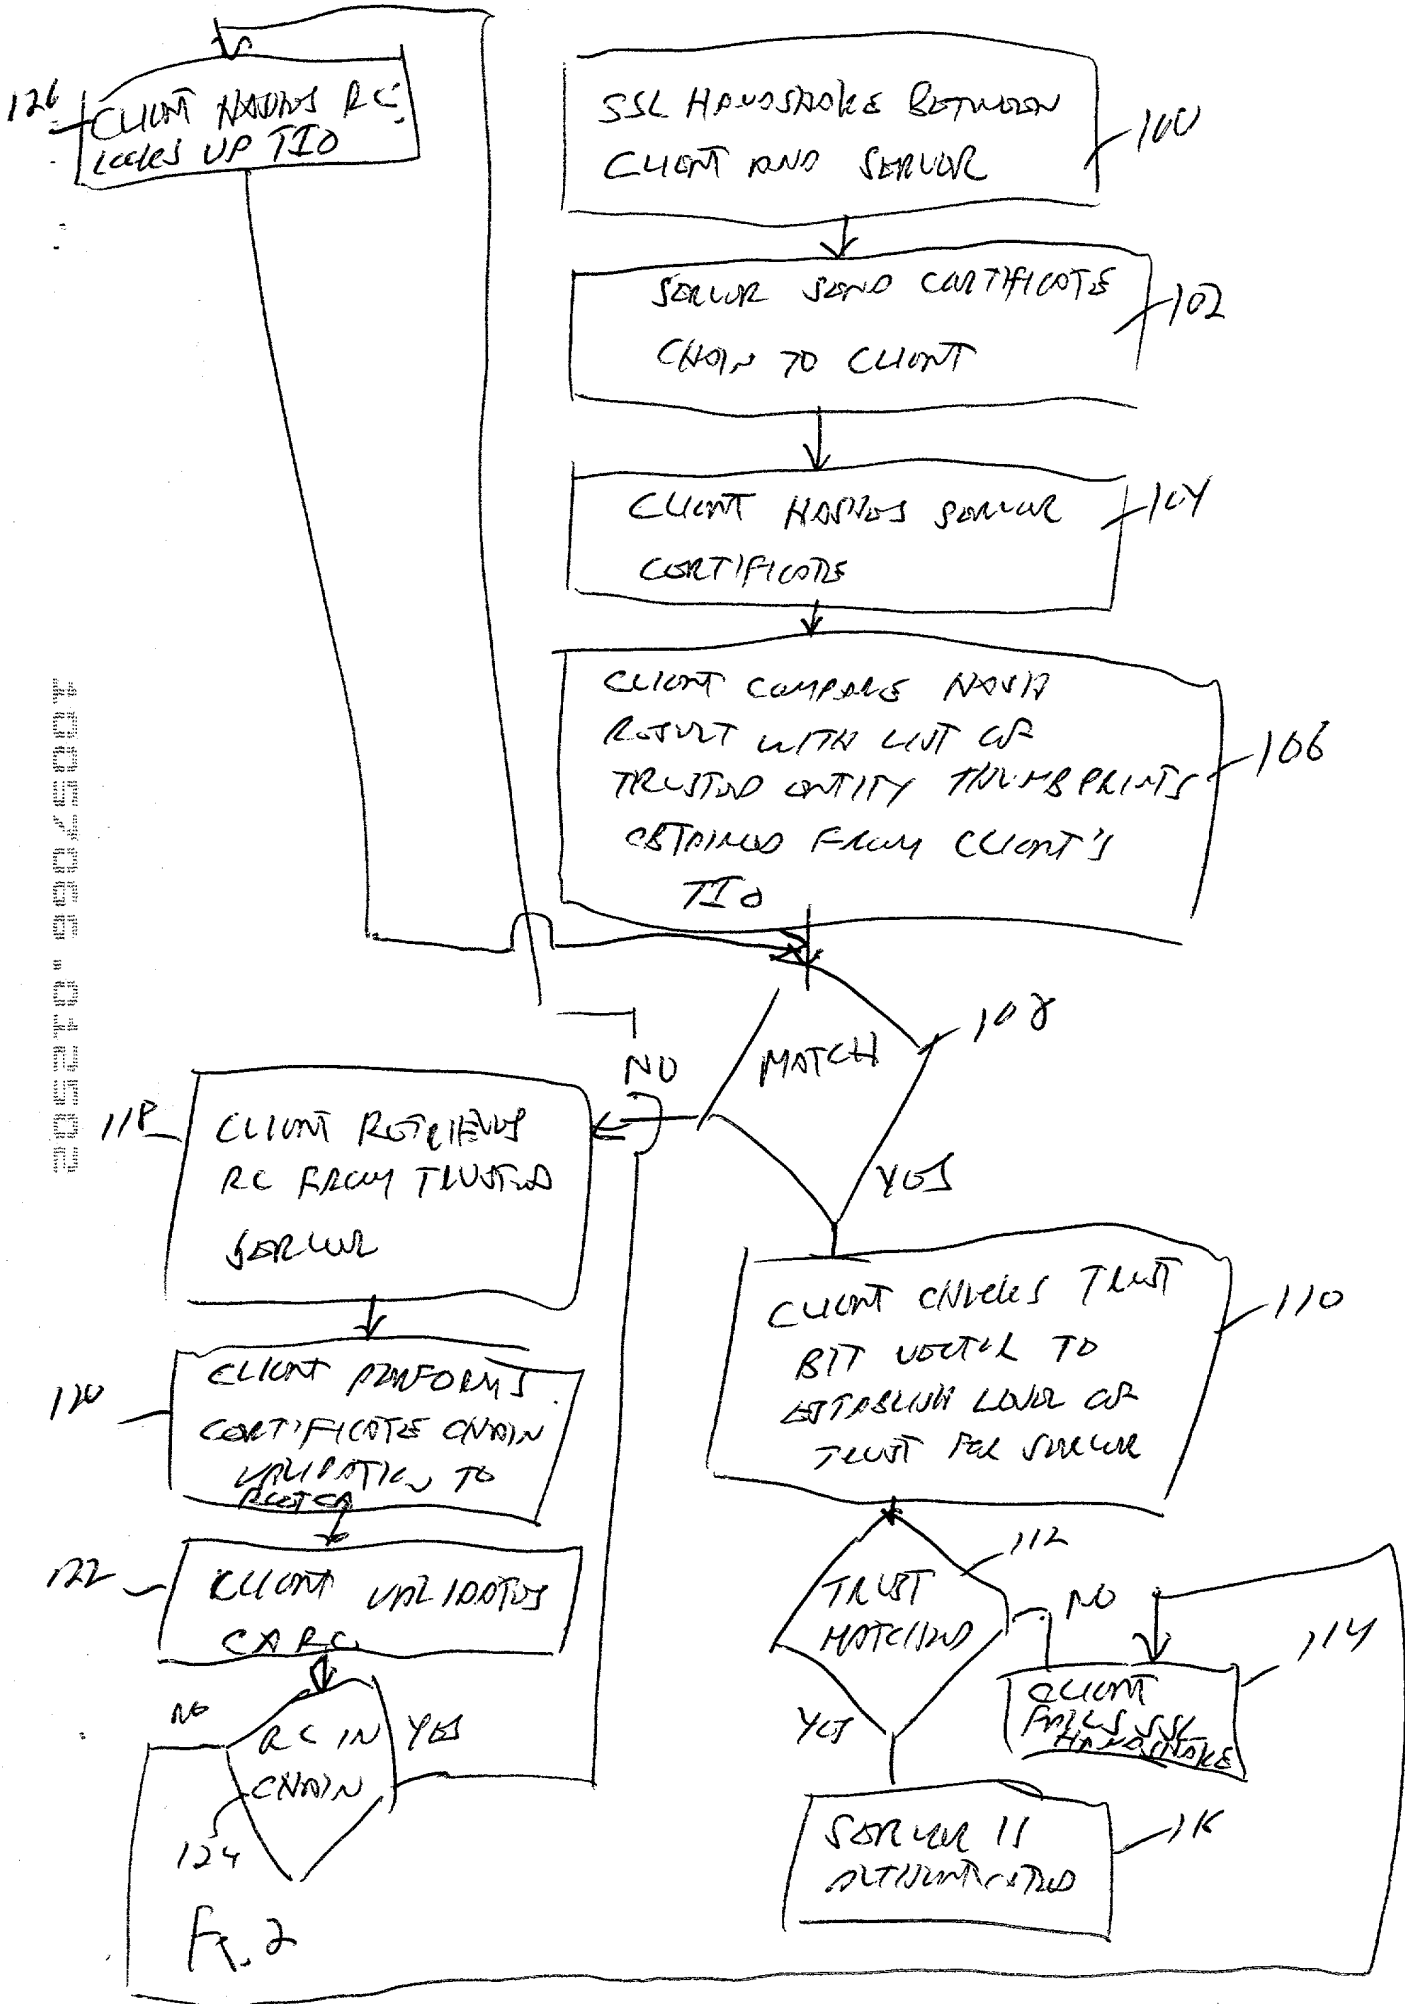 126
CLIENT HASHES RC
LOOKS UP TIO
SSL HANDSHAKE BETWEEN
CLIENT AND SERVER
100
SERVER SEND CERTIFICATE
CHAIN TO CLIENT
102
CLIENT HASHES SERVER
CERTIFICATE
104
CLIENT COMPARES HASH
RESULT WITH LIST OF
TRUSTED ENTITY THUMBPRINTS
OBTAINED FROM CLIENT'S
TIO
106
10057066.012502
MATCH
108
NO
YES
118
CLIENT RETRIEVES
RC FROM TRUSTED
SERVER
CLIENT CHECKS TRUST
BIT VECTOR TO
ESTABLISH LEVEL OF
TRUST FOR SERVER
110
120
CLIENT PERFORMS
CERTIFICATE CHAIN
VALIDATION TO
ROOT CA
122
CLIENT VALIDATES
CARC
TRUST
MATCHED
112
NO
YES
CLIENT
FAILS SSL
HANDSHAKE
114
NO
RC IN
CHAIN
YES
124
SERVER IS
AUTHENTICATED
116